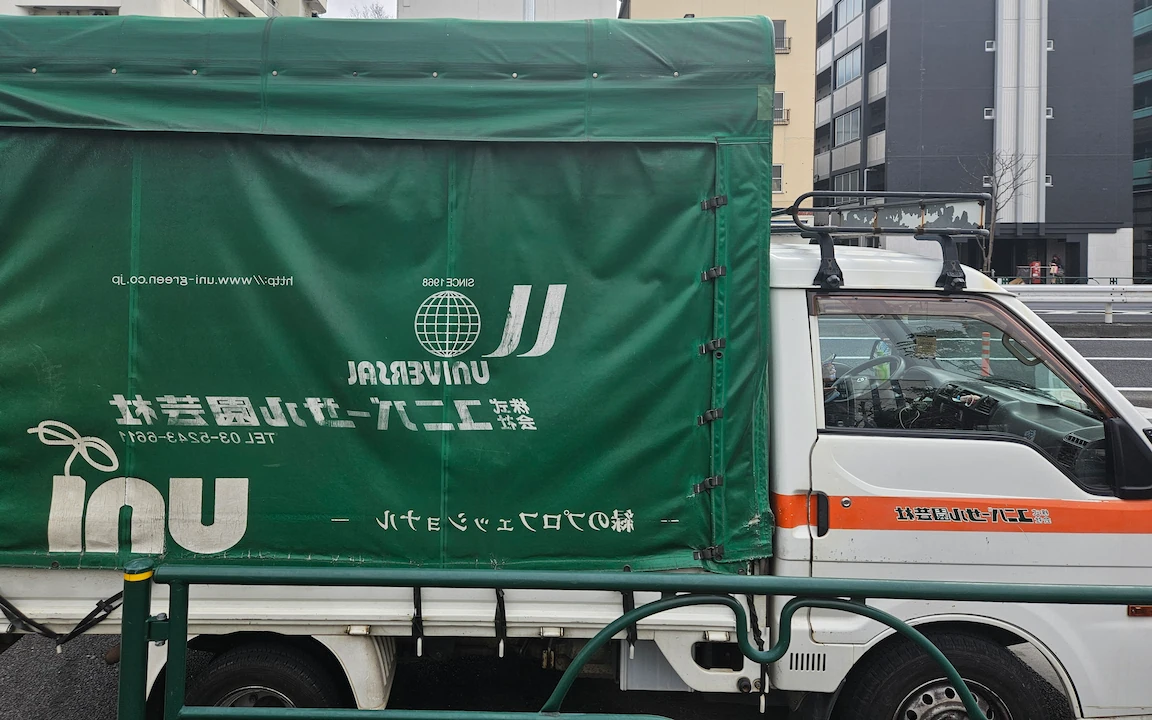 http://www.uni-green.co.jp
SINCE 1968
UNIVERSAL
株式会社 ユニバーサル園芸社
TEL 03-5243-6611
uni
— 緑のプロフェッショナル —
株式会社 ユニバーサル園芸社